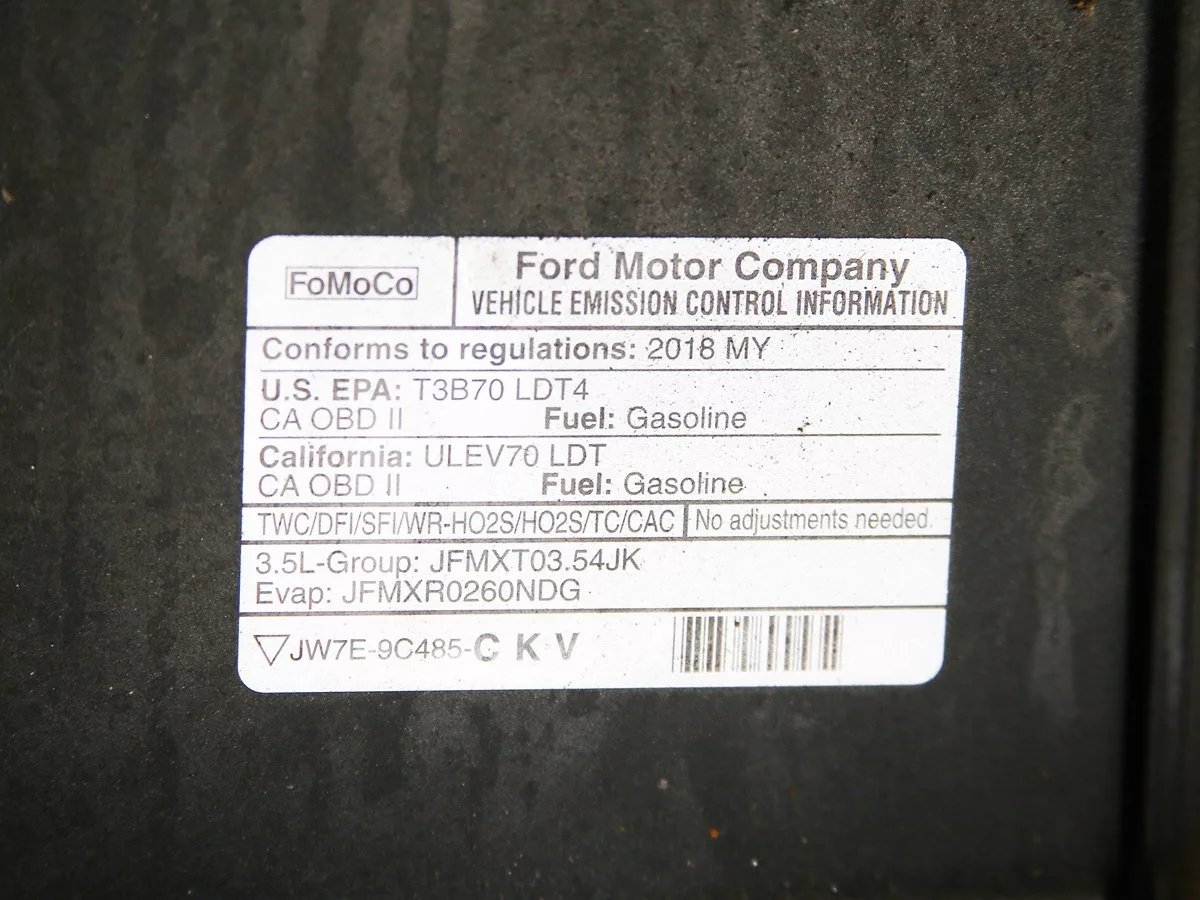 FoMoCo
Ford Motor Company
VEHICLE EMISSION CONTROL INFORMATION
Conforms to regulations: 2018 MY
U.S. EPA: T3B70 LDT4
CA OBD II Fuel: Gasoline
California: ULEV70 LDT
CA OBD II Fuel: Gasoline
TWC/DFI/SFI/WR-HO2S/HO2S/TC/CAC No adjustments needed.
3.5L-Group: JFMXT03.54JK
Evap: JFMXR0260NDG
JW7E-9C485-C K V